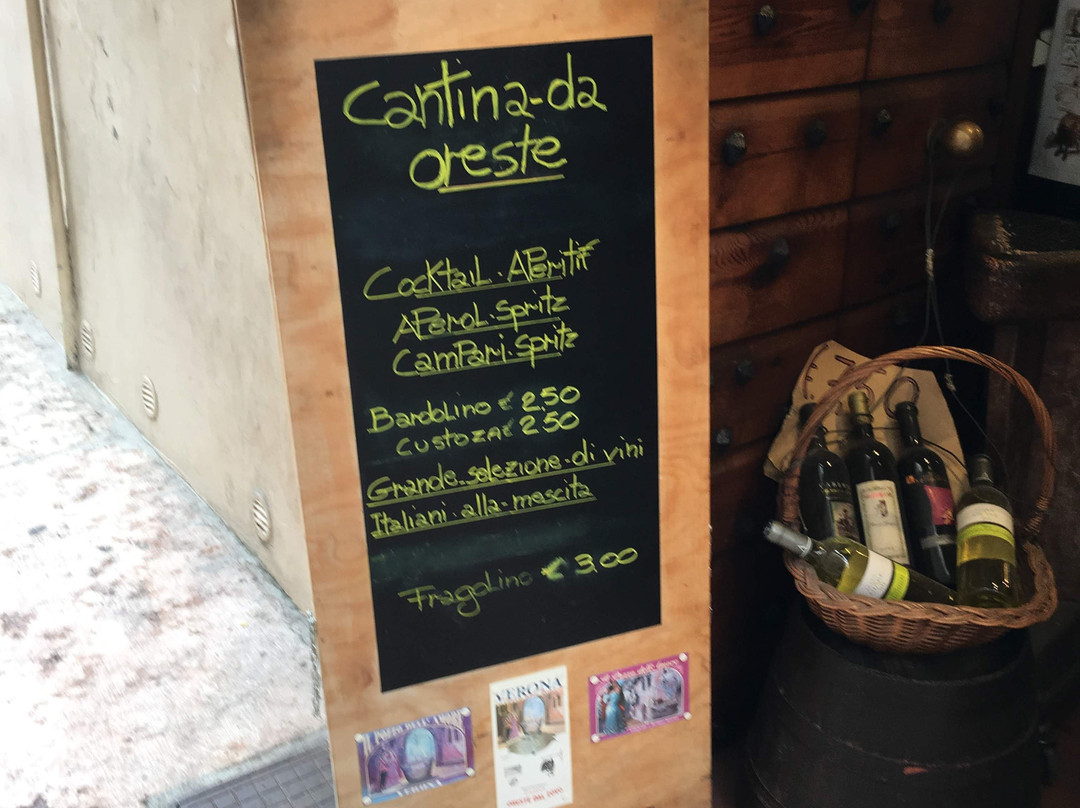 Cantina-da
oreste
Cocktail-Aperitif
Aperol-spritz
Campari-spritz
Bardolino € 2.50
Custoza € 2.50
Grande-selezione-di vini
Italiani-alla-mescita
Fragolino € 3.00
VERONA
VERONA